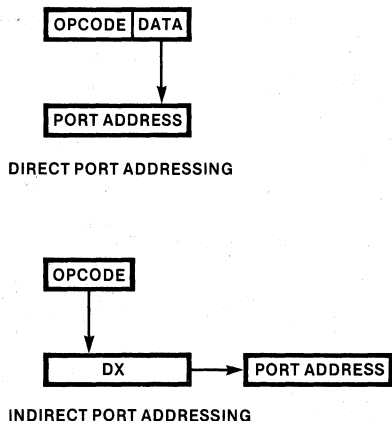 OPCODE DATA
PORT ADDRESS
DIRECT PORT ADDRESSING
OPCODE
DX PORT ADDRESS
INDIRECT PORT ADDRESSING